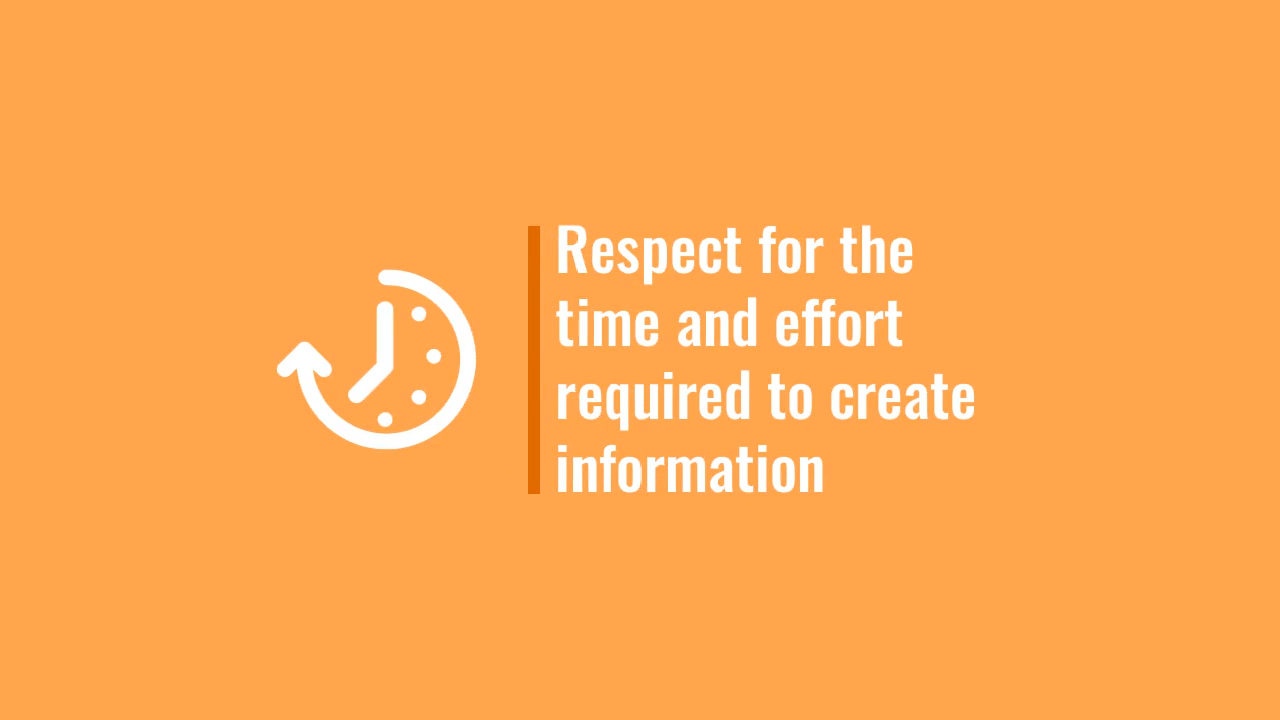 Respect for the
time and effort
required to create
information